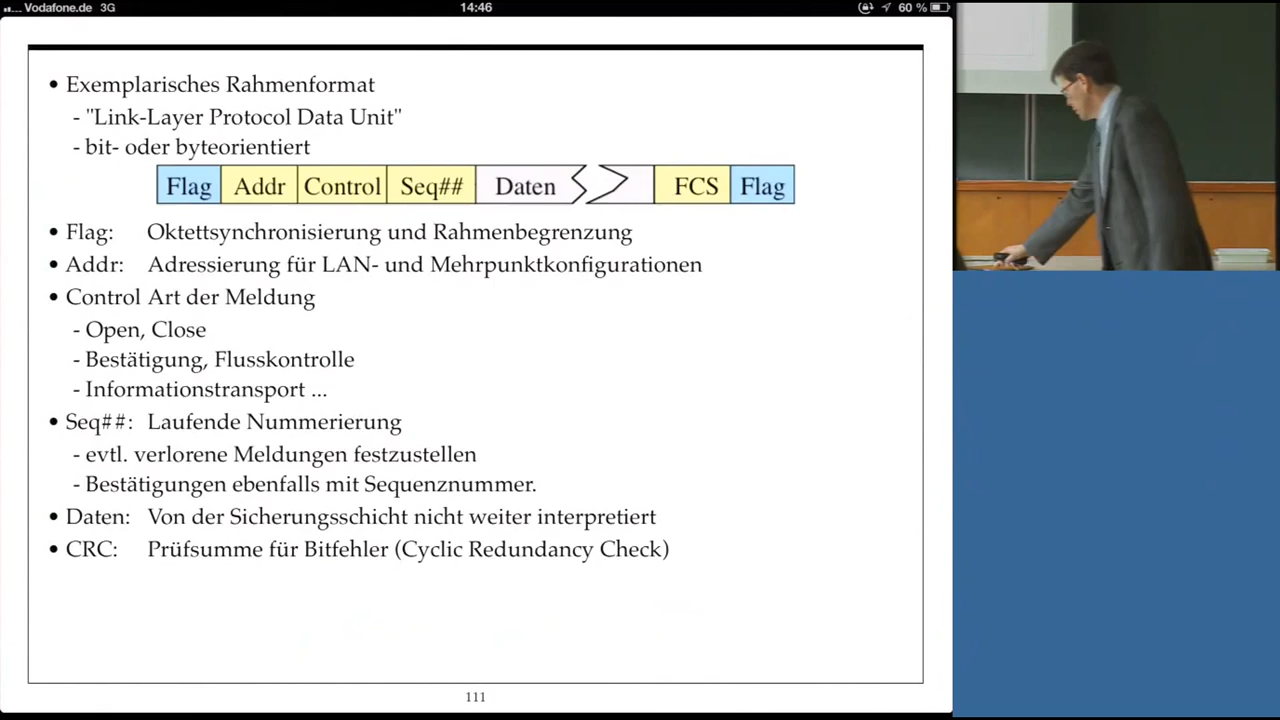 Vodafone.de 3G 14:46 60 %
• Exemplarisches Rahmenformat
- "Link-Layer Protocol Data Unit"
- bit- oder byteorientiert
Flag Addr Control Seq## Daten FCS Flag
• Flag: Oktettsynchronisierung und Rahmenbegrenzung
• Addr: Adressierung für LAN- und Mehrpunktkonfigurationen
• Control Art der Meldung
- Open, Close
- Bestätigung, Flusskontrolle
- Informationstransport ...
• Seq##: Laufende Nummerierung
- evtl. verlorene Meldungen festzustellen
- Bestätigungen ebenfalls mit Sequenznummer.
• Daten: Von der Sicherungsschicht nicht weiter interpretiert
• CRC: Prüfsumme für Bitfehler (Cyclic Redundancy Check)
111